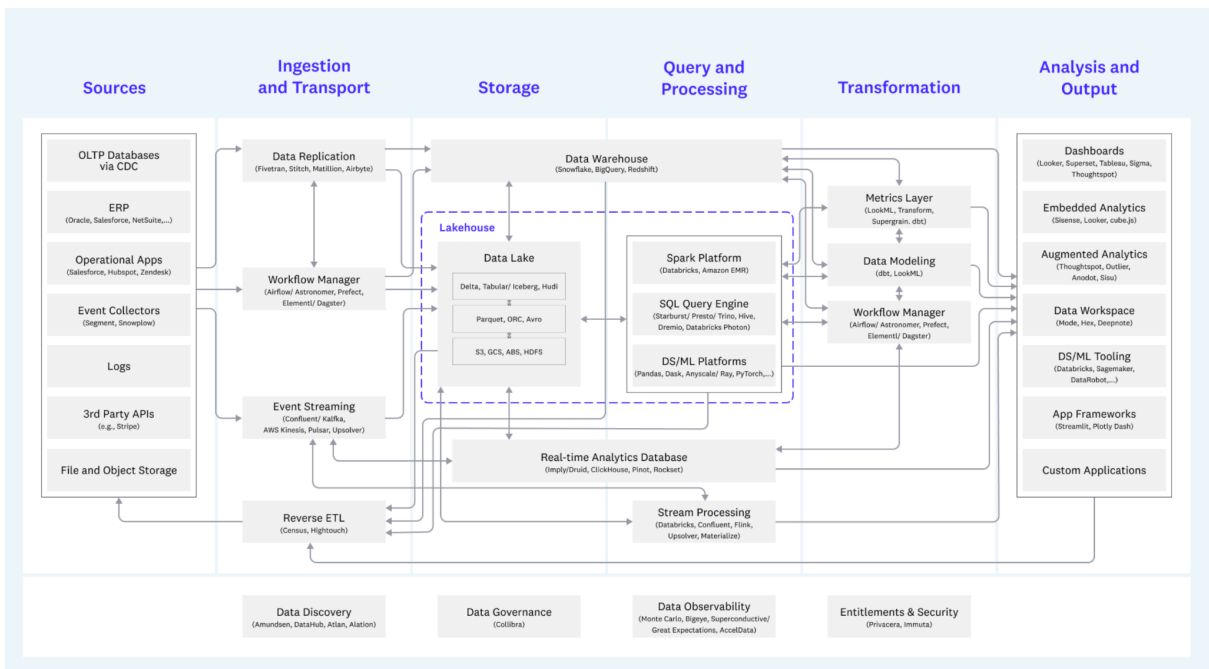 Sources
Ingestion
and Transport
Storage
Query and
Processing
Transformation
Analysis and
Output
OLTP Databases
via CDC
ERP
(Oracle, Salesforce, NetSuite,...)
Operational Apps
(Salesforce, Hubspot, Zendesk)
Event Collectors
(Segment, Snowplow)
Logs
3rd Party APIs
(e.g., Stripe)
File and Object Storage
Data Replication
(Fivetran, Stitch, Matillion, Airbyte)
Workflow Manager
(Airflow/ Astronomer, Prefect,
Elementl/ Dagster)
Event Streaming
(Confluent/ Kalfka,
AWS Kinesis, Pulsar, Upsolver)
Reverse ETL
(Census, Hightouch)
Data Warehouse
(Snowflake, BigQuery, Redshift)
Lakehouse
Data Lake
Delta, Tabular/ Iceberg, Hudi
Parquet, ORC, Avro
S3, GCS, ABS, HDFS
Spark Platform
(Databricks, Amazon EMR)
SQL Query Engine
(Starburst/ Presto/ Trino, Hive,
Dremio, Databricks Photon)
DS/ML Platforms
(Pandas, Dask, Anyscale/ Ray, PyTorch,...)
Real-time Analytics Database
(Imply/Druid, ClickHouse, Pinot, Rockset)
Stream Processing
(Databricks, Confluent, Flink,
Upsolver, Materialize)
Metrics Layer
(LookML, Transform,
Supergrain. dbt)
Data Modeling
(dbt, LookML)
Workflow Manager
(Airflow/ Astronomer, Prefect,
Elementl/ Dagster)
Dashboards
(Looker, Superset, Tableau, Sigma,
Thoughtspot)
Embedded Analytics
(Sisense, Looker, cube.js)
Augmented Analytics
(Thoughtspot, Outlier,
Anodot, Sisu)
Data Workspace
(Mode, Hex, Deepnote)
DS/ML Tooling
(Databricks, Sagemaker,
DataRobot,...)
App Frameworks
(Streamlit, Plotly Dash)
Custom Applications
Data Discovery
(Amundsen, DataHub, Atlan, Alation)
Data Governance
(Collibra)
Data Observability
(Monte Carlo, Bigeye, Superconductive/
Great Expectations, AccelData)
Entitlements & Security
(Privacera, Immuta)